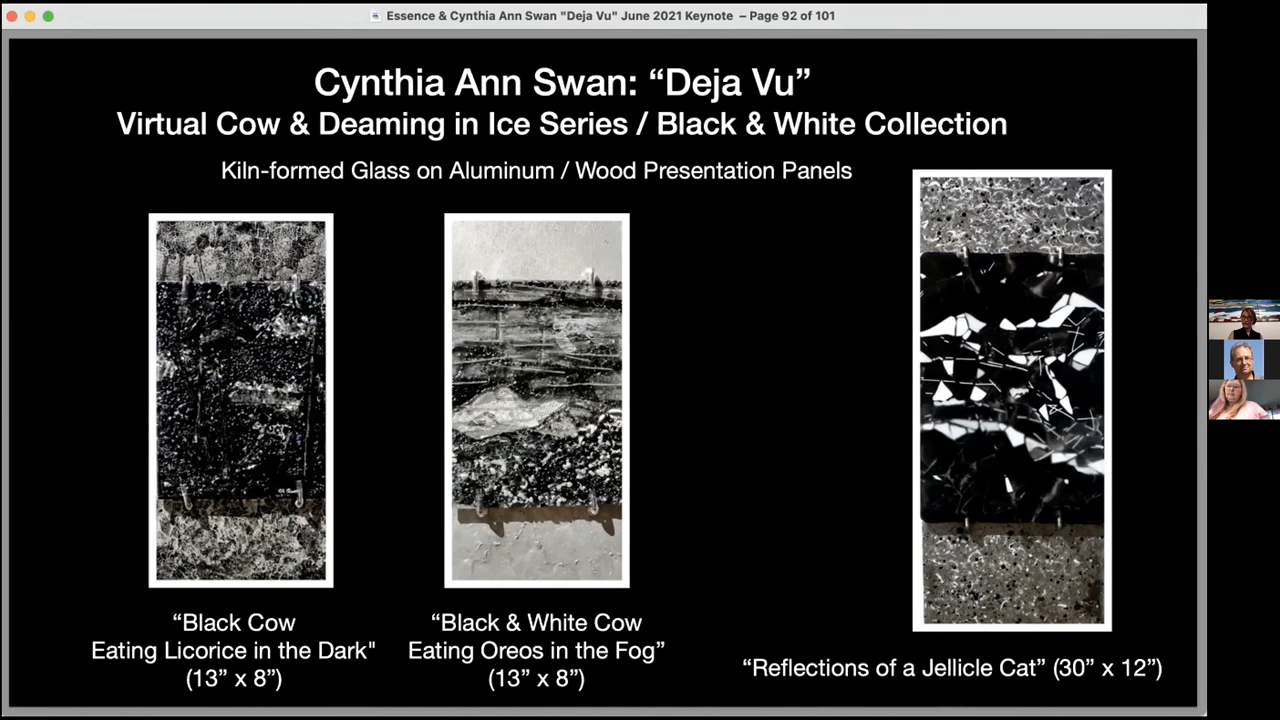 Essence & Cynthia Ann Swan "Deja Vu" June 2021 Keynote – Page 92 of 101
Cynthia Ann Swan: “Deja Vu”
Virtual Cow & Deaming in Ice Series / Black & White Collection
Kiln-formed Glass on Aluminum / Wood Presentation Panels
“Black Cow
Eating Licorice in the Dark"
(13” x 8”)
“Black & White Cow
Eating Oreos in the Fog”
(13” x 8”)
“Reflections of a Jellicle Cat” (30” x 12”)